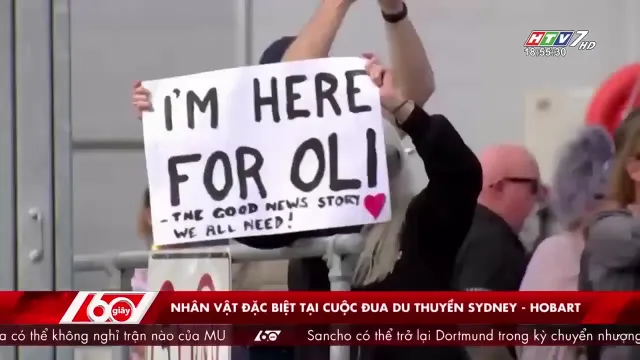 HTV7 HD
18:55:30
I'M HERE
FOR OLI
- THE GOOD NEWS STORY
WE ALL NEED!
60 giây
NHÂN VẬT ĐẶC BIỆT TẠI CUỘC ĐUA DU THUYỀN SYDNEY - HOBART
a có thể không nghỉ trận nào của MU 60 giây Sancho có thể trở lại Dortmund trong kỳ chuyển nhượng